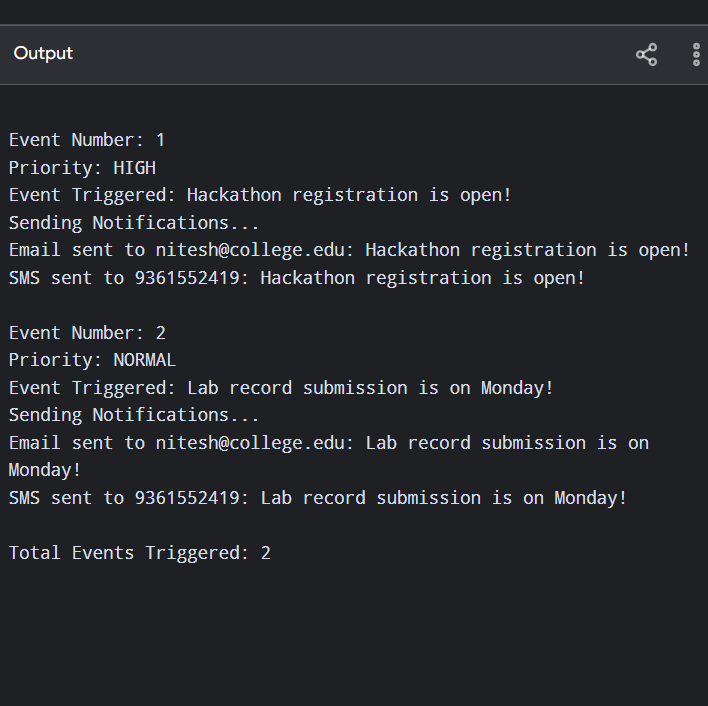 Output
Event Number: 1
Priority: HIGH
Event Triggered: Hackathon registration is open!
Sending Notifications...
Email sent to nitesh@college.edu: Hackathon registration is open!
SMS sent to 9361552419: Hackathon registration is open!
Event Number: 2
Priority: NORMAL
Event Triggered: Lab record submission is on Monday!
Sending Notifications...
Email sent to nitesh@college.edu: Lab record submission is on
Monday!
SMS sent to 9361552419: Lab record submission is on Monday!
Total Events Triggered: 2